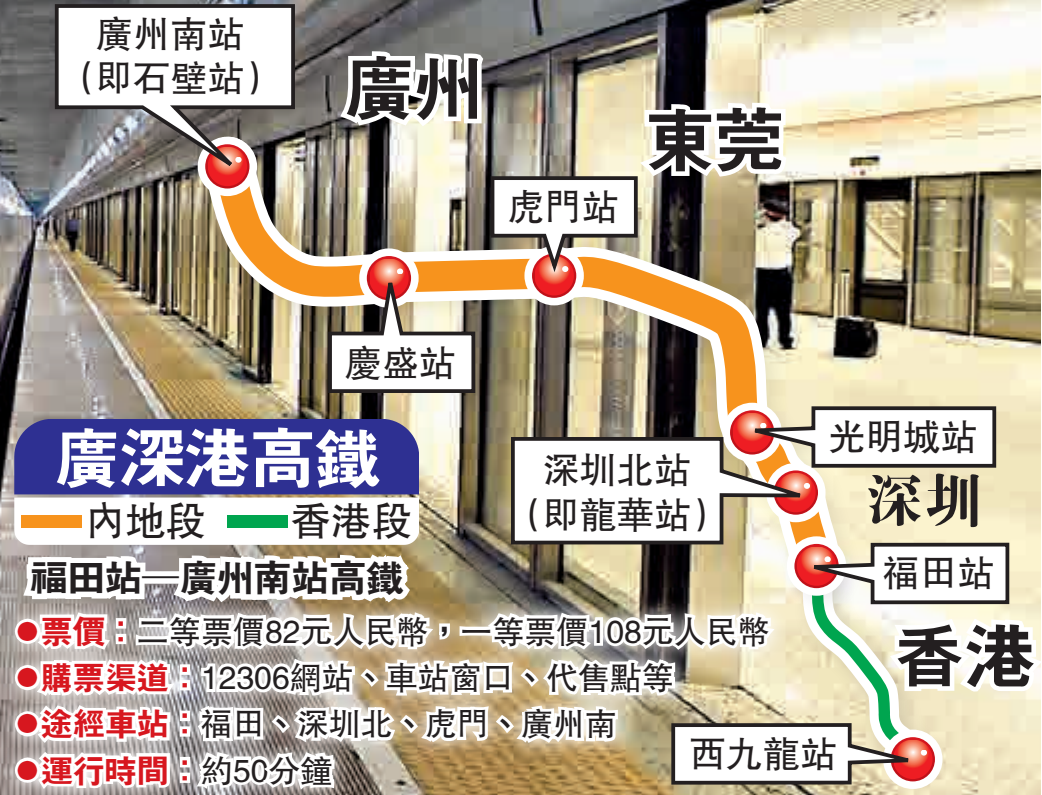 廣州南站
(即石壁站)
廣州
東莞
虎門站
慶盛站
光明城站
深圳北站
(即龍華站)
深圳
福田站
香港
西九龍站
廣深港高鐵
內地段 香港段
福田站—廣州南站高鐵
●票價：二等票價82元人民幣，一等票價108元人民幣
●購票渠道：12306網站、車站窗口、代售點等
●途經車站：福田、深圳北、虎門、廣州南
●運行時間：約50分鐘